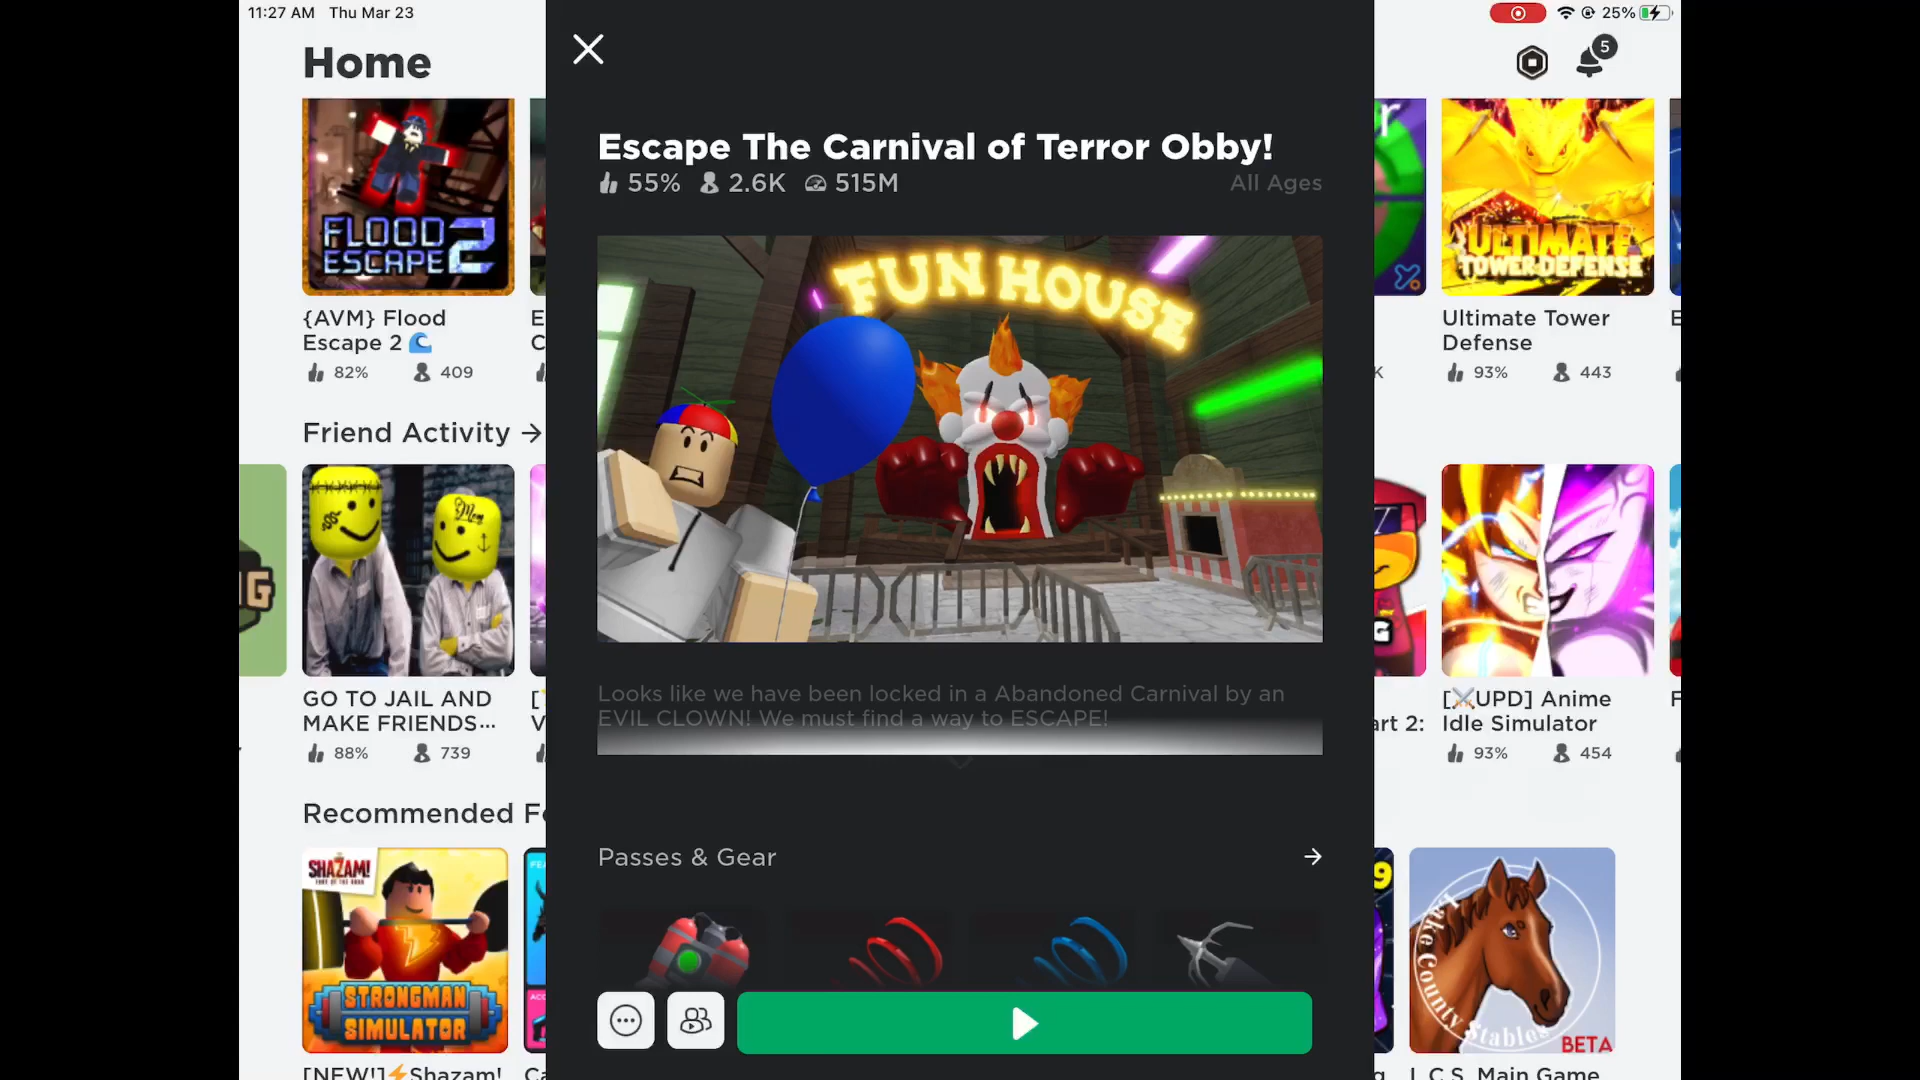 11:27 AM Thu Mar 23
25%
Home
5
FLOOD
ESCAPE 2
{AVM} Flood
Escape 2
82% 409
Friend Activity
GO TO JAIL AND
MAKE FRIENDS...
88% 739
Recommended
SHAZAM!
STRONGMAN
SIMULATOR
[NEW!]⚡Shazam!
Escape The Carnival of Terror Obby!
55% 2.6K 515M
All Ages
FUN HOUSE
Looks like we have been locked in a Abandoned Carnival by an
EVIL CLOWN! We must find a way to ESCAPE!
Passes & Gear
ULTIMATE
TOWER DEFENSE
Ultimate Tower
Defense
93% 443
[⚔UPD] Anime
Idle Simulator
93% 454
art 2:
Lake County Stables
BETA
L.C.S. Main Game